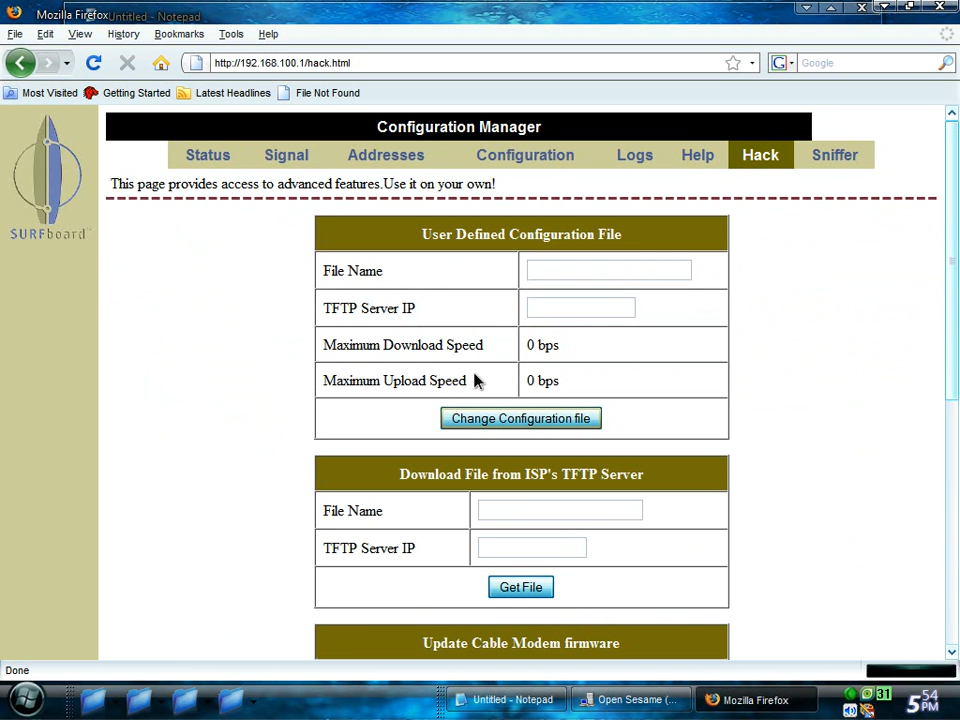 Mozilla Firefox
Untitled - Notepad
File Edit View History Bookmarks Tools Help
http://192.168.100.1/hack.html
G Google
Most Visited Getting Started Latest Headlines File Not Found
Configuration Manager
Status Signal Addresses Configuration Logs Help Hack Sniffer
This page provides access to advanced features.Use it on your own!
SURFboard
User Defined Configuration File
File Name
TFTP Server IP
Maximum Download Speed 0 bps
Maximum Upload Speed 0 bps
Change Configuration file
Download File from ISP's TFTP Server
File Name
TFTP Server IP
Get File
Update Cable Modem firmware
Done
Untitled - Notepad Open Sesame (... Mozilla Firefox 31 5:54 PM